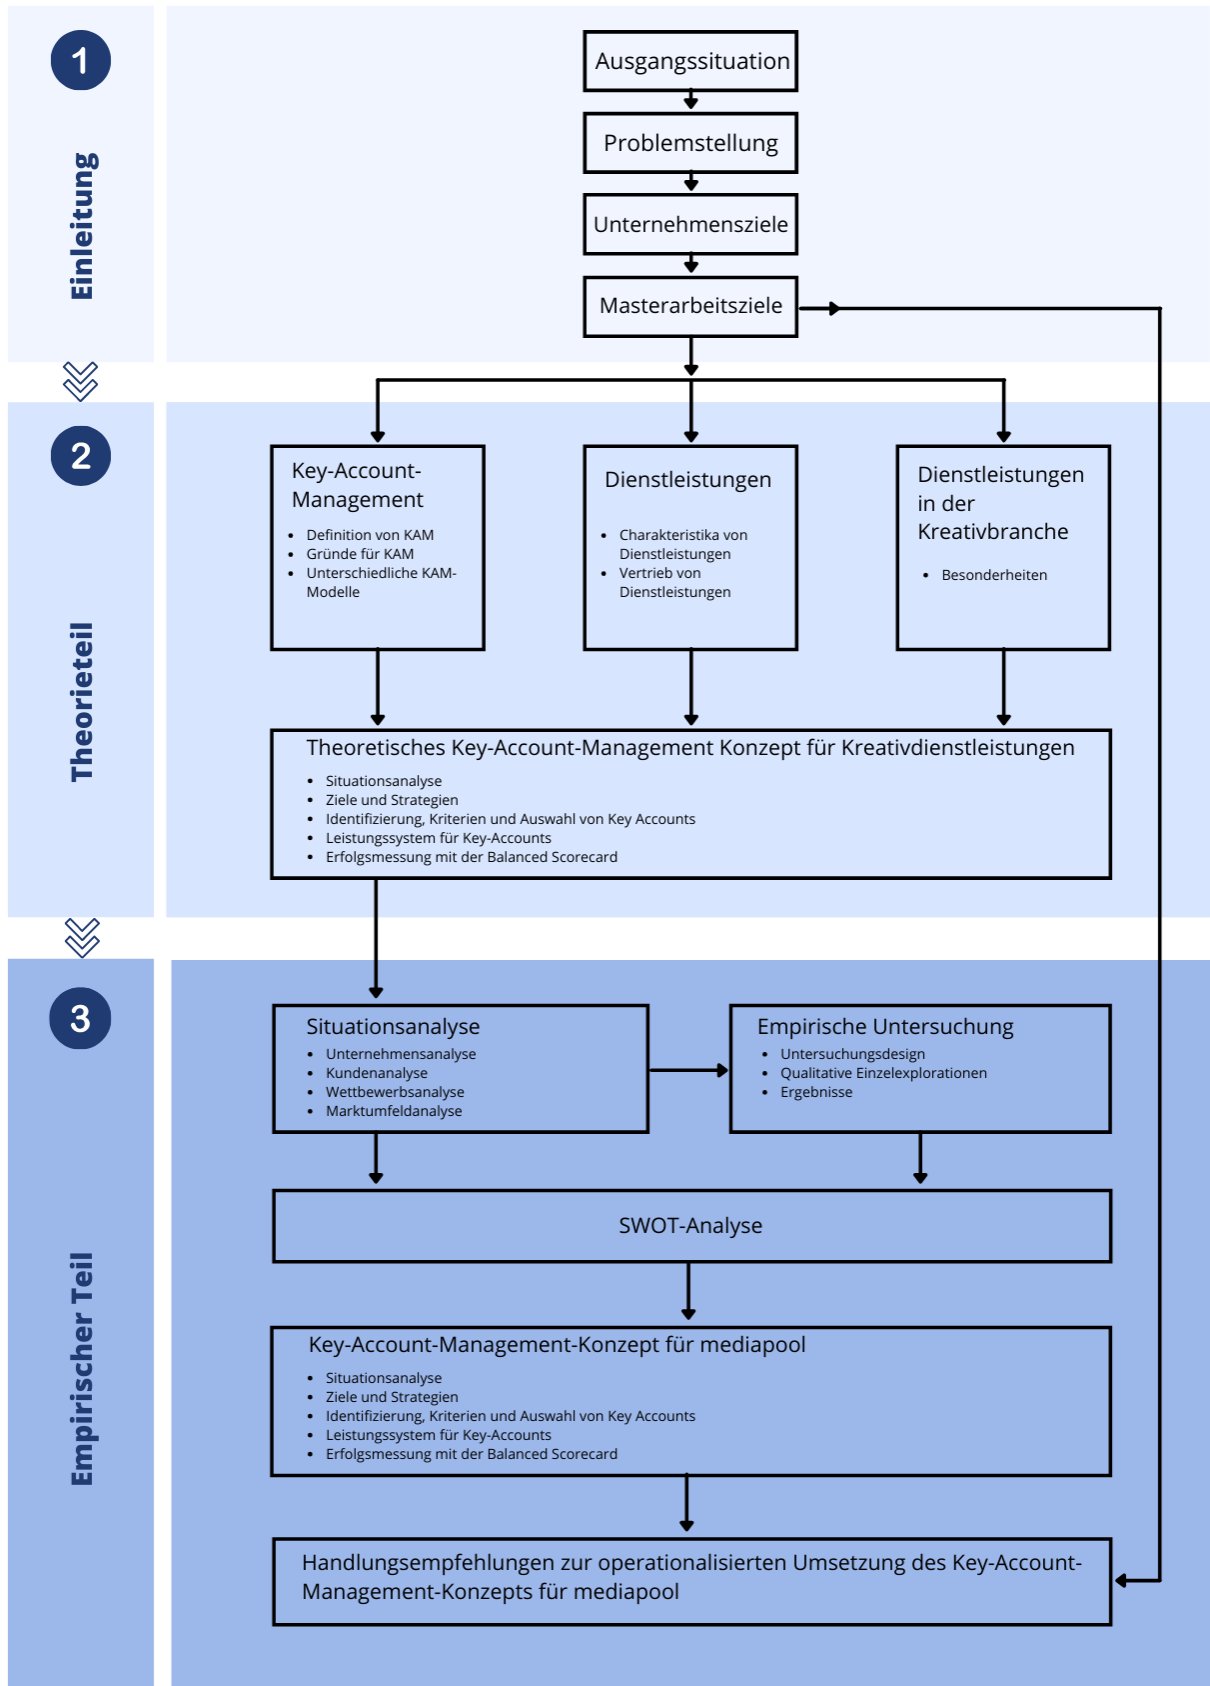 1
Einleitung
Ausgangssituation
Problemstellung
Unternehmensziele
Masterarbeitsziele
2
Theorieteil
Key-Account-
Management
• Definition von KAM
• Gründe für KAM
• Unterschiedliche KAM-
Modelle
Dienstleistungen
• Charakteristika von
Dienstleistungen
• Vertrieb von
Dienstleistungen
Dienstleistungen
in der
Kreativbranche
• Besonderheiten
Theoretisches Key-Account-Management Konzept für Kreativdienstleistungen
• Situationsanalyse
• Ziele und Strategien
• Identifizierung, Kriterien und Auswahl von Key Accounts
• Leistungssystem für Key-Accounts
• Erfolgsmessung mit der Balanced Scorecard
3
Empirischer Teil
Situationsanalyse
• Unternehmensanalyse
• Kundenanalyse
• Wettbewerbsanalyse
• Marktumfeldanalyse
Empirische Untersuchung
• Untersuchungsdesign
• Qualitative Einzelexplorationen
• Ergebnisse
SWOT-Analyse
Key-Account-Management-Konzept für mediapool
• Situationsanalyse
• Ziele und Strategien
• Identifizierung, Kriterien und Auswahl von Key Accounts
• Leistungssystem für Key-Accounts
• Erfolgsmessung mit der Balanced Scorecard
Handlungsempfehlungen zur operationalisierten Umsetzung des Key-Account-
Management-Konzepts für mediapool